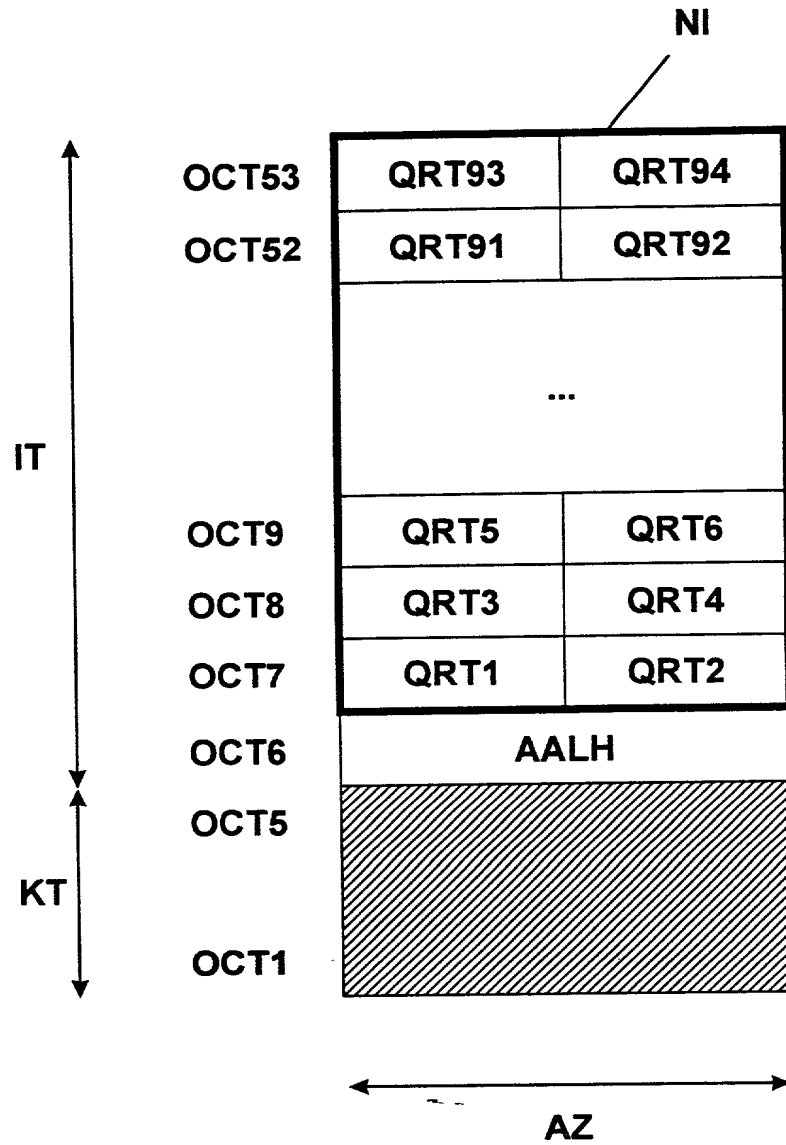 NI
OCT53 QRT93 QRT94
OCT52 QRT91 QRT92
...
IT
OCT9 QRT5 QRT6
OCT8 QRT3 QRT4
OCT7 QRT1 QRT2
OCT6 AALH
OCT5
KT
OCT1
AZ